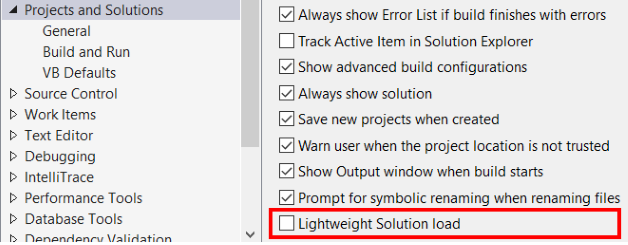 Projects and Solutions
General
Build and Run
VB Defaults
Source Control
Work Items
Text Editor
Debugging
IntelliTrace
Performance Tools
Database Tools
Dependency Validation
Always show Error List if build finishes with errors
Track Active Item in Solution Explorer
Show advanced build configurations
Always show solution
Save new projects when created
Warn user when the project location is not trusted
Show Output window when build starts
Prompt for symbolic renaming when renaming files
Lightweight Solution load